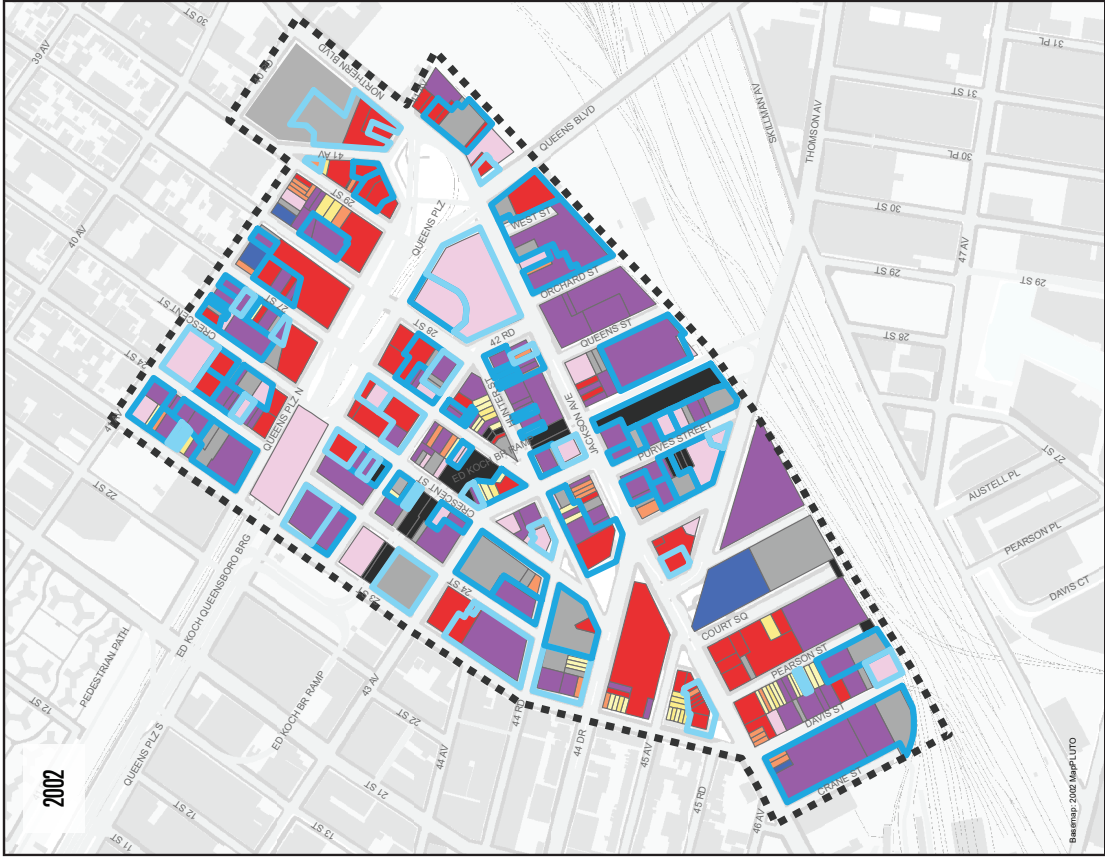 30 ST
39 AV
NORTHERN BLVD
31 PL
31 ST
SKILLMAN AV
THOMSON AV
QUEENS BLVD
30 PL
41 AV
29 ST
WEST ST
30 ST
QUEENS PLZ
40 AV
47 AV
29 ST
29 ST
ORCHARD ST
27 ST
CRESCENT ST
24 ST
28 ST
42 RD
QUEENS ST
28 ST
HUNTER ST
JACKSON AVE
QUEENS PLZ N
41 AV
PURVES STREET
ED KOCH BR RAMP
27 ST
22 ST
CRESCENT ST
AUSTELL PL
PEARSON PL
ED KOCH QUEENSBORO BRG
23 ST
24 ST
DAVIS CT
COURT SQ
PEDESTRIAN PATH
PEARSON ST
43 AV
ED KOCH BR RAMP
12 ST
22 ST
44 RD
DAVIS ST
QUEENS PLZ S
44 AV
44 DR
45 AV
CRANE ST
2002
21 ST
45 RD
12 ST
46 AV
13 ST
11 ST
Basemap: 2002 MapPLUTO